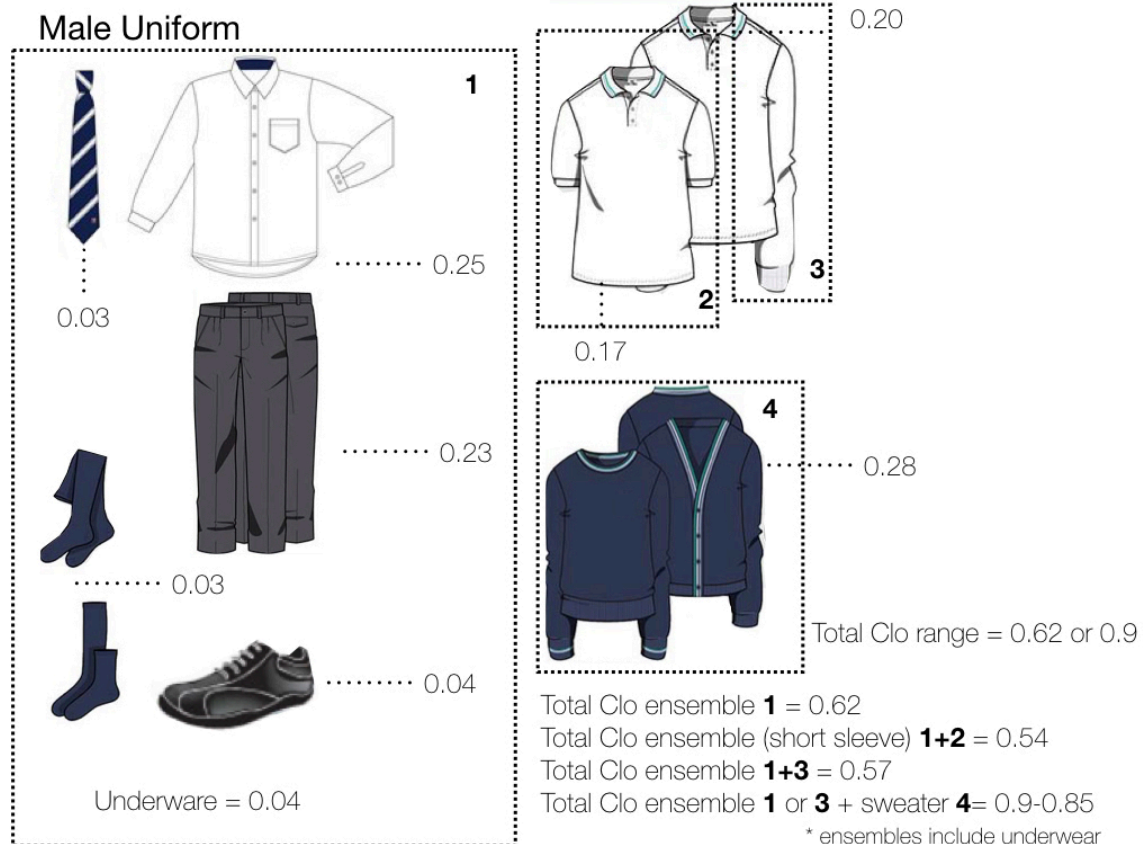 Male Uniform
1
0.25
0.03
0.23
0.03
0.04
Underware = 0.04
0.20
3
2
0.17
4
0.28
Total Clo range = 0.62 or 0.9
Total Clo ensemble 1 = 0.62
Total Clo ensemble (short sleeve) 1+2 = 0.54
Total Clo ensemble 1+3 = 0.57
Total Clo ensemble 1 or 3 + sweater 4= 0.9-0.85
* ensembles include underwear